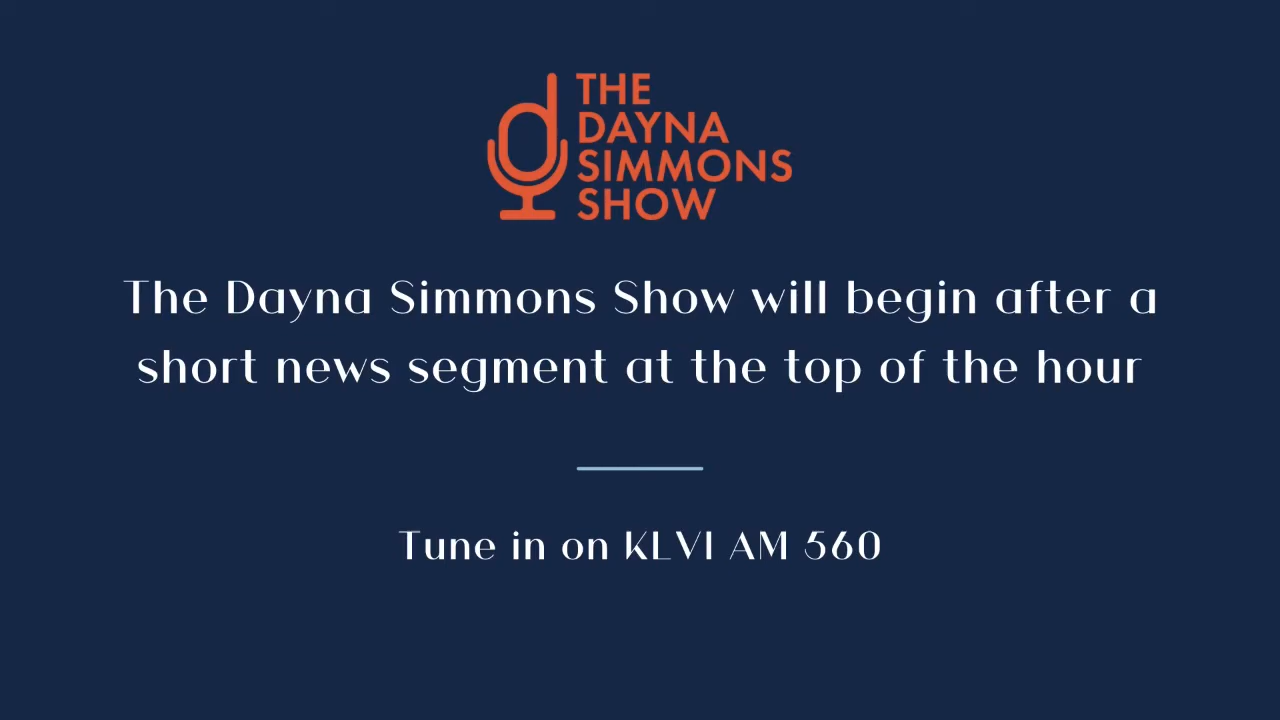 THE
DAYNA
SIMMONS
SHOW
The Dayna Simmons Show will begin after a
short news segment at the top of the hour
Tune in on KLVI AM 560